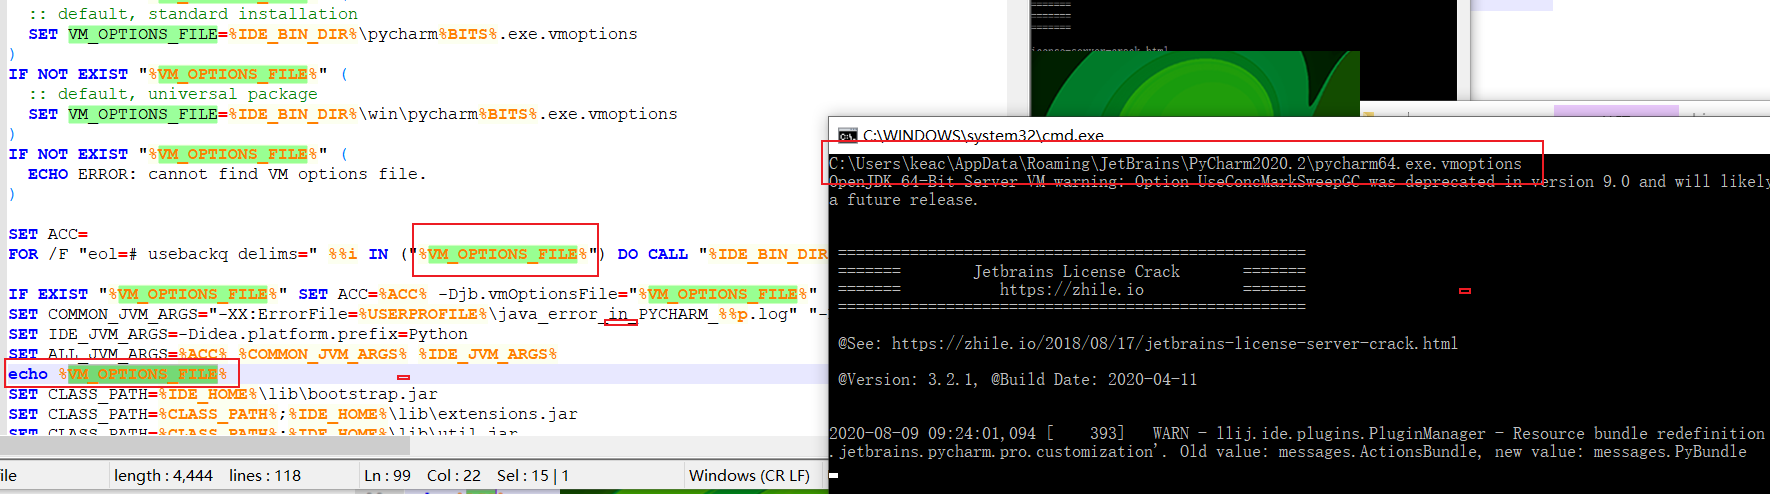 :: default, standard installation
SET VM_OPTIONS_FILE=%IDE_BIN_DIR%\pycharm%BITS%.exe.vmoptions
)
IF NOT EXIST "%VM_OPTIONS_FILE%" (
:: default, universal package
SET VM_OPTIONS_FILE=%IDE_BIN_DIR%\win\pycharm%BITS%.exe.vmoptions
)
IF NOT EXIST "%VM_OPTIONS_FILE%" (
ECHO ERROR: cannot find VM options file.
)
SET ACC=
FOR /F "eol=# usebackq delims=" %%i IN ("%VM_OPTIONS_FILE%") DO CALL "%IDE_BIN_DIR
IF EXIST "%VM_OPTIONS_FILE%" SET ACC=%ACC% -Djb.vmOptionsFile="%VM_OPTIONS_FILE%"
SET COMMON_JVM_ARGS="-XX:ErrorFile=%USERPROFILE%\java_error_in_PYCHARM_%%p.log" "-
SET IDE_JVM_ARGS=-Didea.platform.prefix=Python
SET ALL_JVM_ARGS=%ACC% %COMMON_JVM_ARGS% %IDE_JVM_ARGS%
echo %VM_OPTIONS_FILE%
SET CLASS_PATH=%IDE_HOME%\lib\bootstrap.jar
SET CLASS_PATH=%CLASS_PATH%;%IDE_HOME%\lib\extensions.jar
SET CLASS_PATH=%CLASS_PATH%;%IDE_HOME%\lib\util.jar
file length : 4,444 lines : 118 Ln : 99 Col : 22 Sel : 15 | 1 Windows (CR LF)
=======
=======
=======
license-server-crack.html
C:\WINDOWS\system32\cmd.exe
C:\Users\keac\AppData\Roaming\JetBrains\PyCharm2020.2\pycharm64.exe.vmoptions
OpenJDK 64-Bit Server VM warning: Option UseConcMarkSweepGC was deprecated in version 9.0 and will likely
a future release.
====================================================
======= Jetbrains License Crack =======
======= https://zhile.io =======
====================================================
@See: https://zhile.io/2018/08/17/jetbrains-license-server-crack.html
@Version: 3.2.1, @Build Date: 2020-04-11
2020-08-09 09:24:01,094 [ 393] WARN - llij.ide.plugins.PluginManager - Resource bundle redefinition
.jetbrains.pycharm.pro.customization'. Old value: messages.ActionsBundle, new value: messages.PyBundle